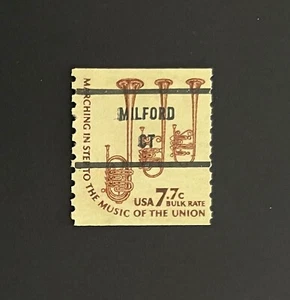 MARCHING IN STEP TO THE MUSIC OF THE UNION
MILFORD
CT
USA 7.7c
BULK RATE